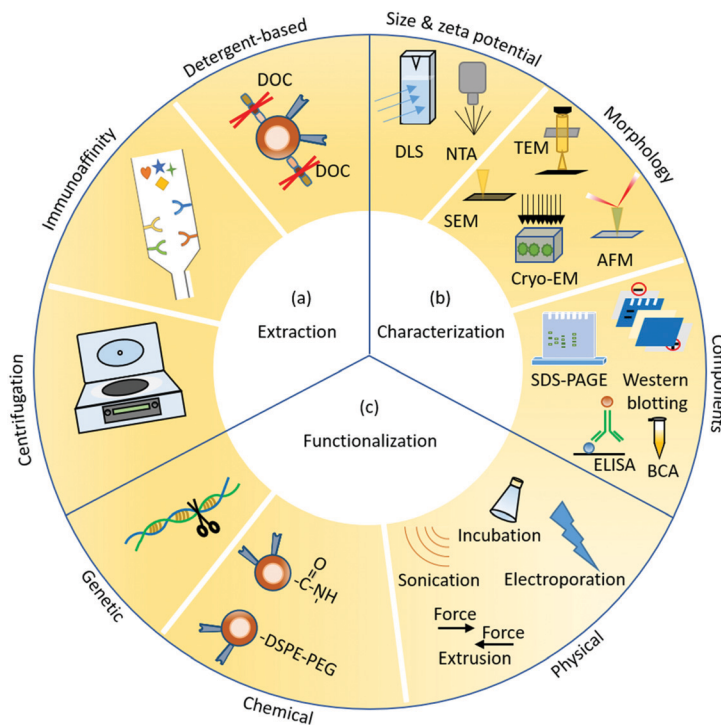 Detergent-based
DOC
DOC
Immunoaffinity
Centrifugation
(a)
Extraction
Size & zeta potential
DLS
NTA
Morphology
TEM
SEM
Cryo-EM
AFM
(b)
Characterization
Components
SDS-PAGE
Western
blotting
ELISA
BCA
(c)
Functionalization
Genetic
Chemical
O
-C-NH
-DSPE-PEG
Physical
Incubation
Sonication
Electroporation
Force
Force
Extrusion